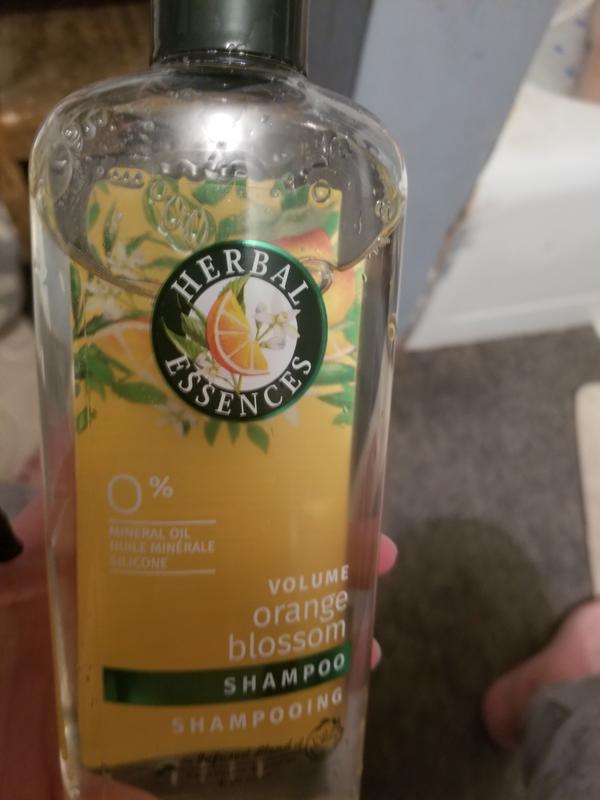 HERBAL
ESSENCES
0%
MINERAL OIL
HUILE MINÉRALE
SILICONE
VOLUME
orange
blossom
SHAMPOO
SHAMPOOING